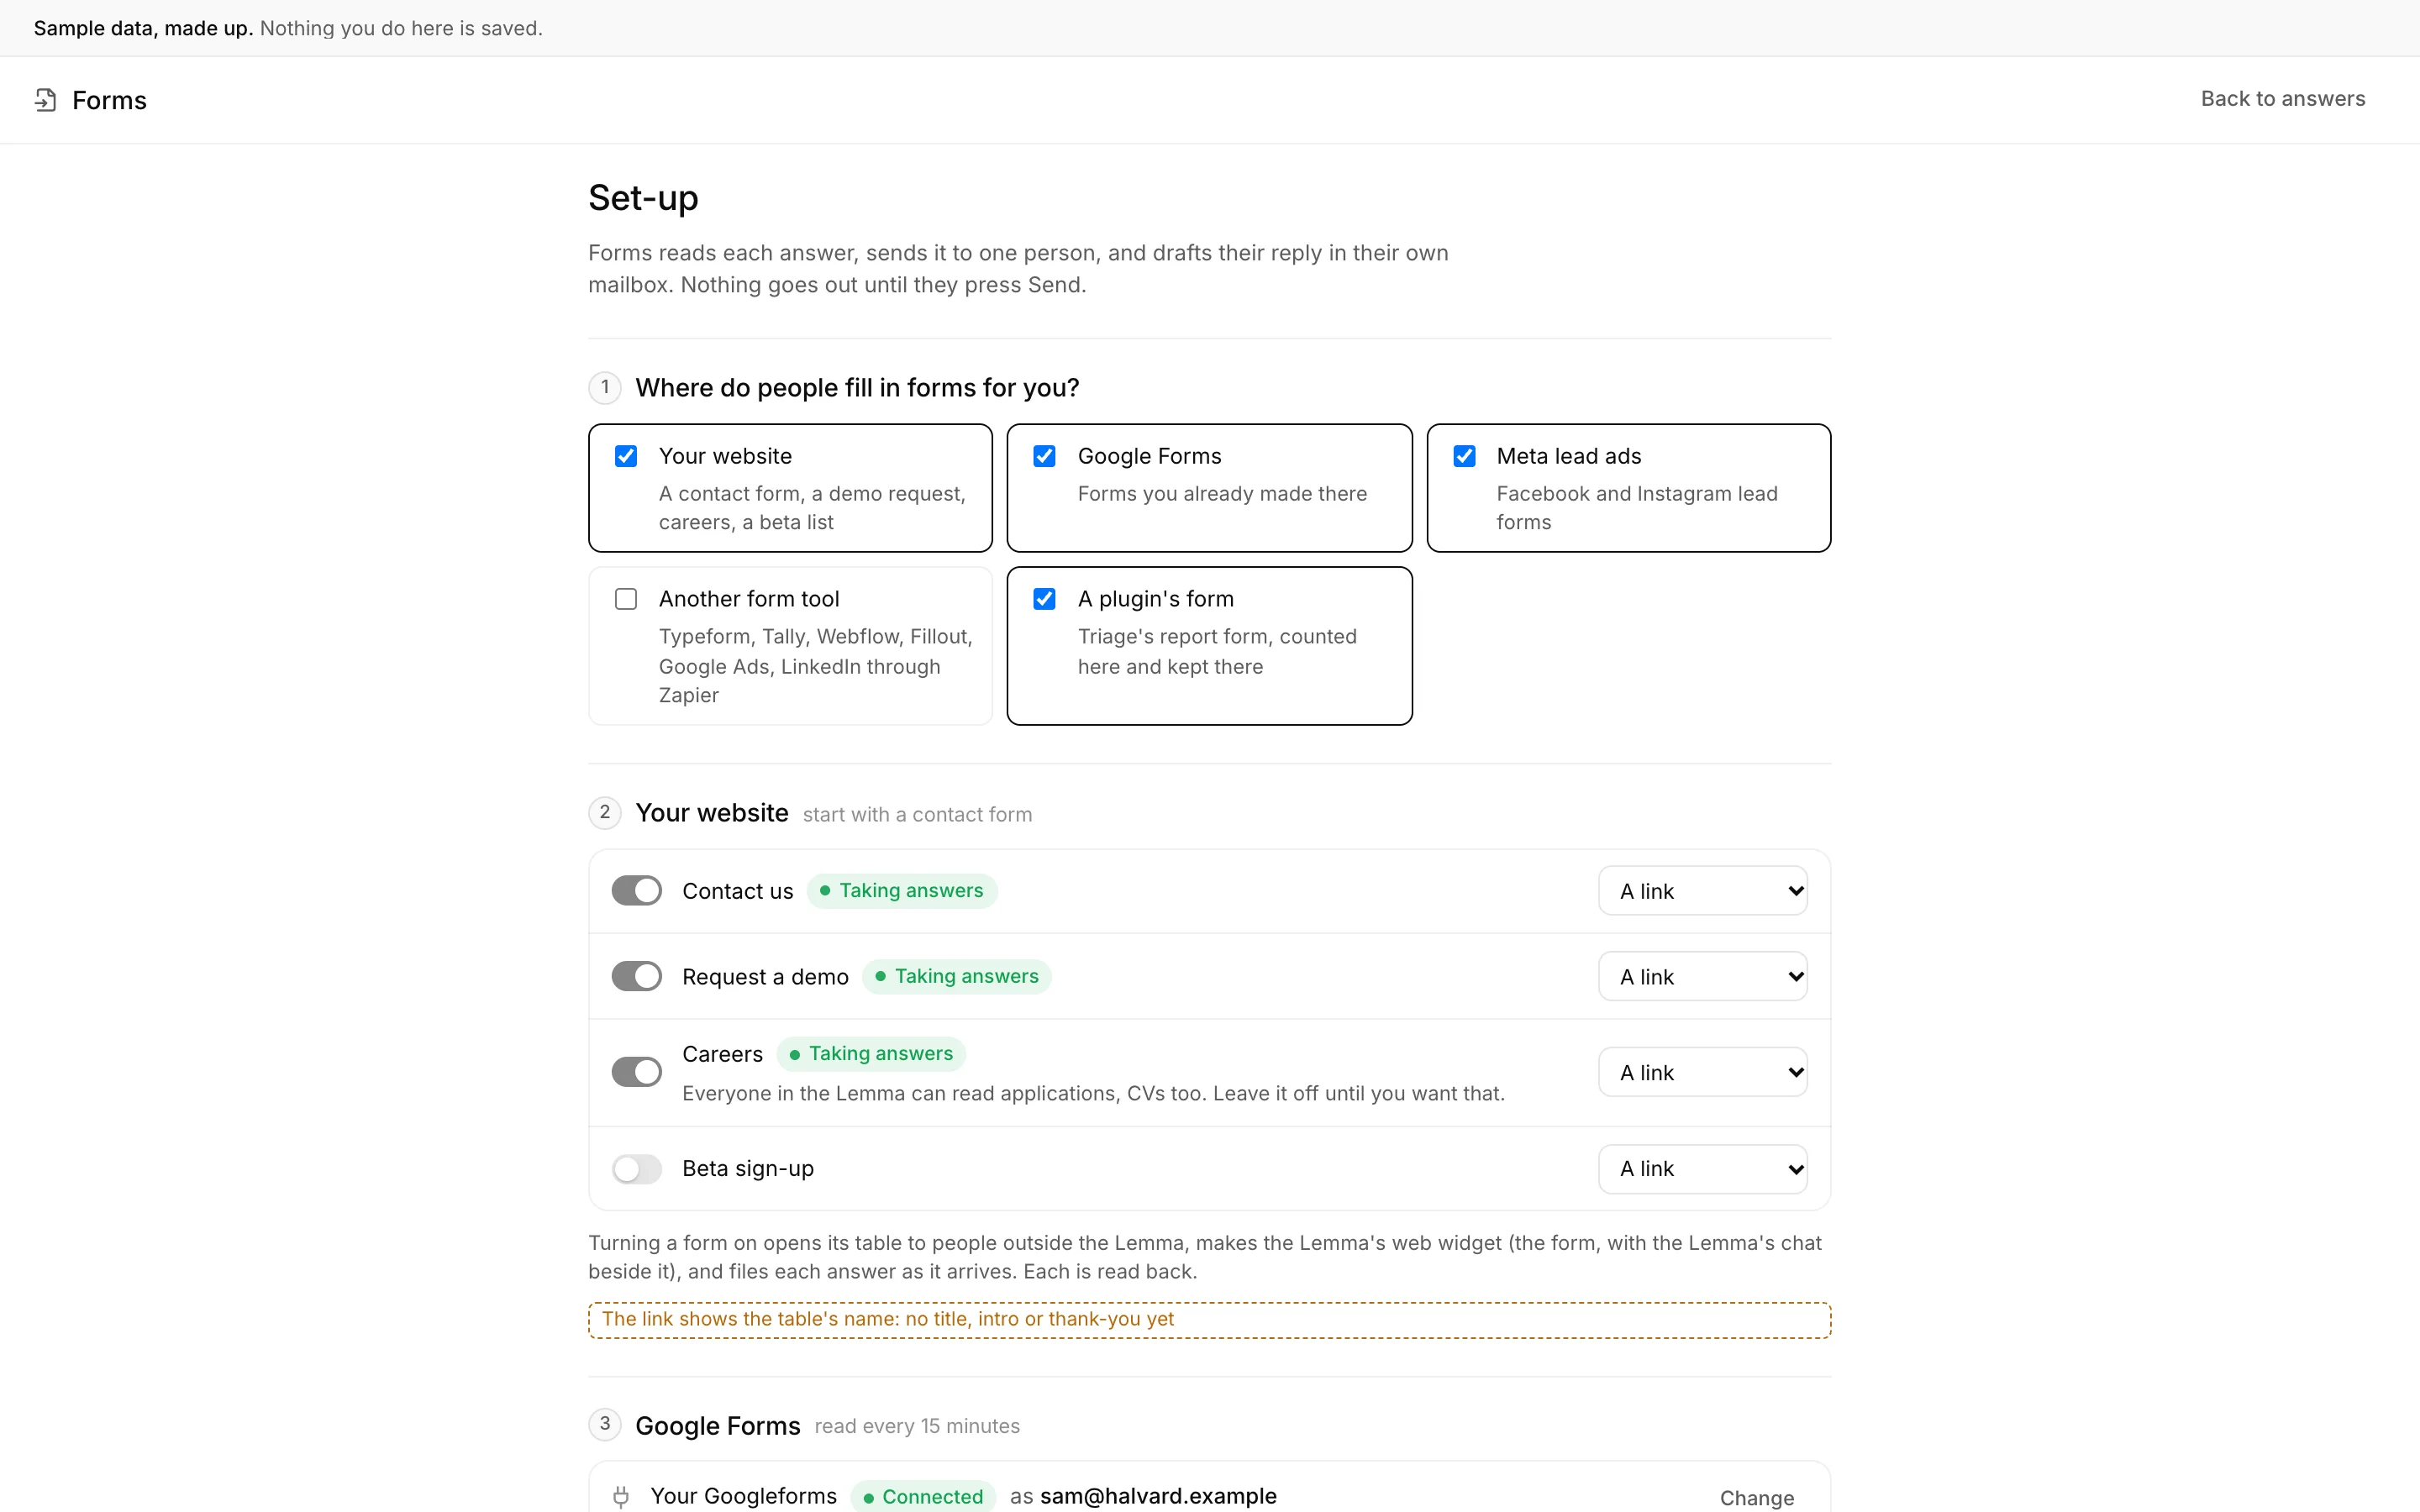 Sample data, made up. Nothing you do here is saved.
Forms
Back to answers
Set-up
Forms reads each answer, sends it to one person, and drafts their reply in their own
mailbox. Nothing goes out until they press Send.
1 Where do people fill in forms for you?
Your website
A contact form, a demo request,
careers, a beta list
Google Forms
Forms you already made there
Meta lead ads
Facebook and Instagram lead
forms
Another form tool
Typeform, Tally, Webflow, Fillout,
Google Ads, LinkedIn through
Zapier
A plugin's form
Triage's report form, counted
here and kept there
2 Your website start with a contact form
Contact us Taking answers A link
Request a demo Taking answers A link
Careers Taking answers
Everyone in the Lemma can read applications, CVs too. Leave it off until you want that.
A link
Beta sign-up A link
Turning a form on opens its table to people outside the Lemma, makes the Lemma's web widget (the form, with the Lemma's chat
beside it), and files each answer as it arrives. Each is read back.
The link shows the table's name: no title, intro or thank-you yet
3 Google Forms read every 15 minutes
Your Googleforms Connected as sam@halvard.example Change